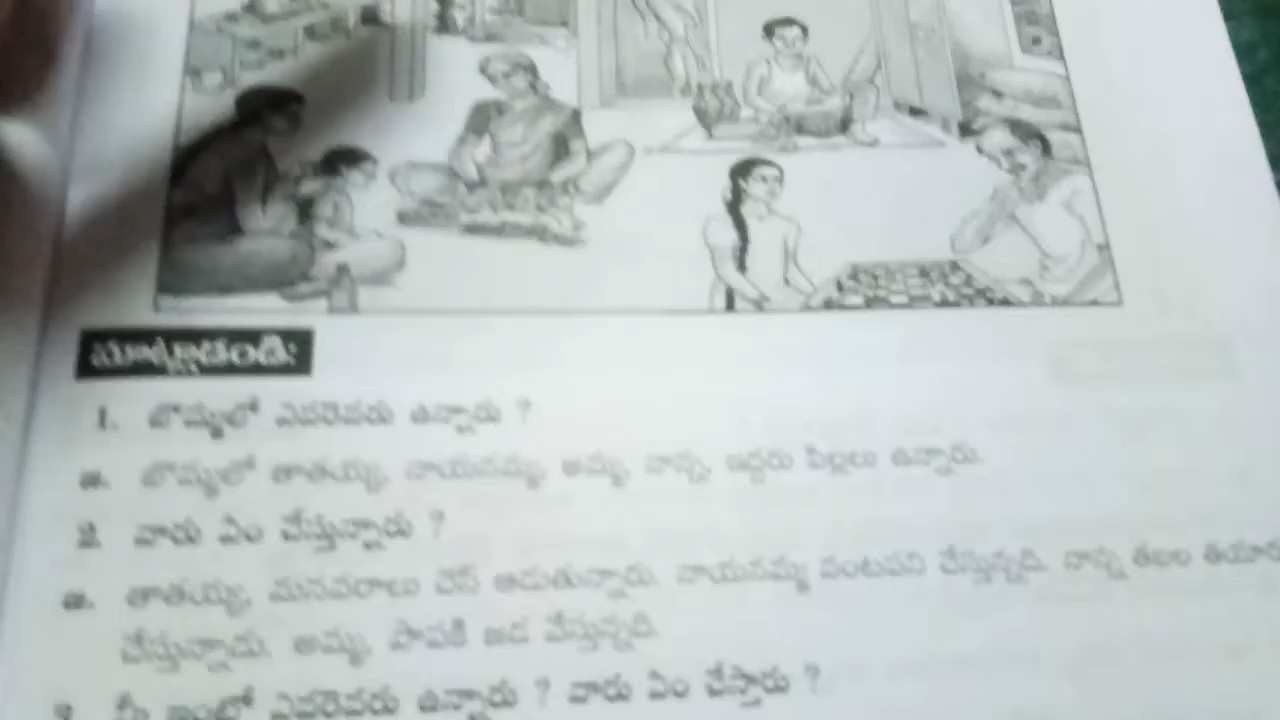 మాట్లాడండి:
1. బొమ్మలో ఎవరెవరు ఉన్నారు ?
జ. బొమ్మలో తాతయ్య, నాయనమ్మ, అమ్మ, నాన్న, ఇద్దరు పిల్లలు ఉన్నారు.
2. వారు ఏం చేస్తున్నారు ?
జ. తాతయ్య, మనవరాలు చెస్ ఆడుతున్నారు. నాయనమ్మ వంటపని చేస్తున్నది. నాన్న
చేస్తున్నాడు. అమ్మ, పాపకి జడ వేస్తున్నది.
3. మీ ఇంట్లో ఎవరెవరు ఉన్నారు ? వారు ఏం చేస్తారు ?